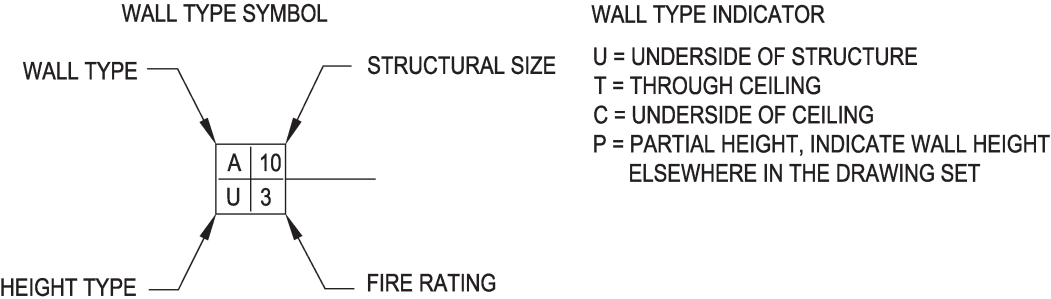 WALL TYPE SYMBOL
WALL TYPE
STRUCTURAL SIZE
A 10
U 3
HEIGHT TYPE
FIRE RATING
WALL TYPE INDICATOR
U = UNDERSIDE OF STRUCTURE
T = THROUGH CEILING
C = UNDERSIDE OF CEILING
P = PARTIAL HEIGHT, INDICATE WALL HEIGHT
ELSEWHERE IN THE DRAWING SET